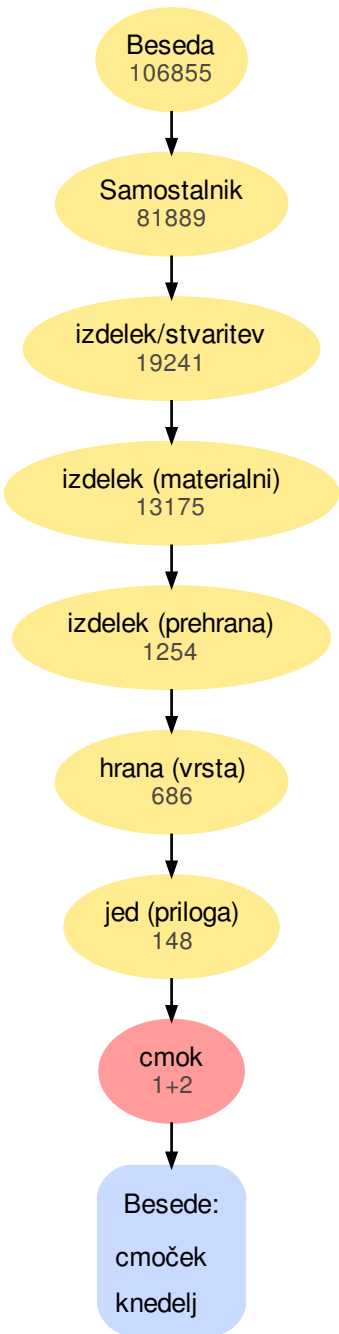 Beseda
106855
Samostalnik
81889
izdelek/stvaritev
19241
izdelek (materialni)
13175
izdelek (prehrana)
1254
hrana (vrsta)
686
jed (priloga)
148
cmok
1+2
Besede:
cmoček
knedelj